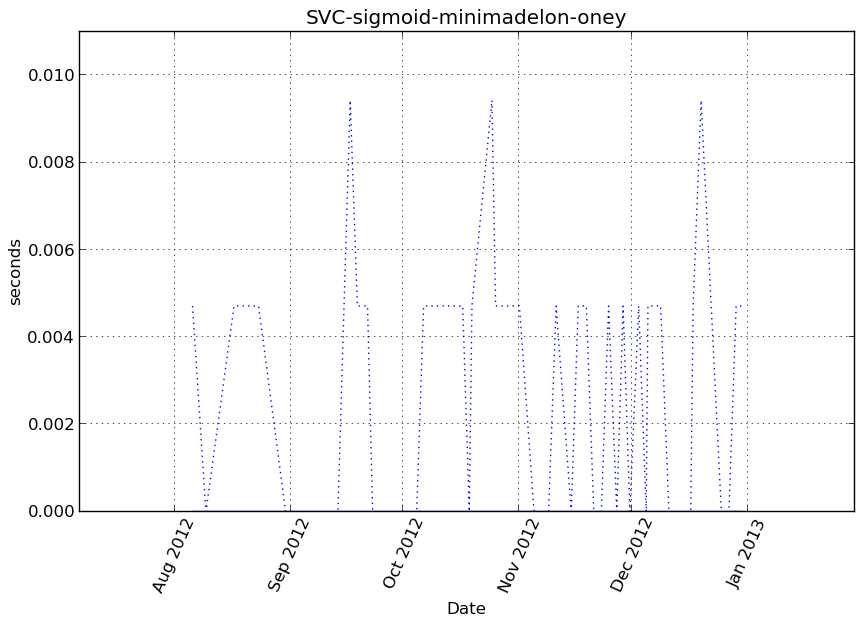 SVC-sigmoid-minimadelon-oney
0.010
0.008
0.006
0.004
0.002
0.000
seconds
Aug 2012
Sep 2012
Oct 2012
Nov 2012
Dec 2012
Jan 2013
Date